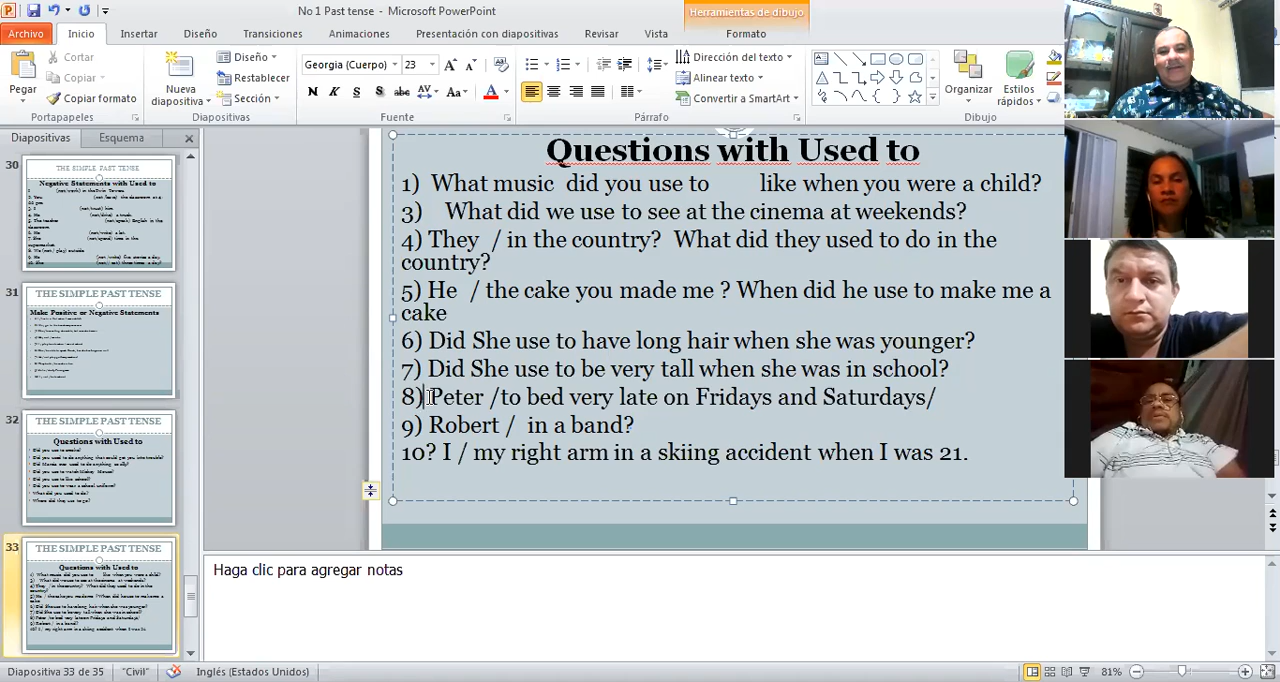 No 1 Past tense - Microsoft PowerPoint
Herramientas de dibujo
Archivo Inicio Insertar Diseño Transiciones Animaciones Presentación con diapositivas Revisar Vista Formato
Pegar
Cortar
Copiar
Copiar formato
Portapapeles
Nueva diapositiva
Diseño
Restablecer
Sección
Diapositivas
Georgia (Cuerpo) 23
Fuente
Párrafo
Dirección del texto
Alinear texto
Convertir a SmartArt
Organizar
Estilos rápidos
Dibujo
Diapositivas Esquema
30
THE SIMPLE PAST TENSE
Negative Statements with Used to
31
THE SIMPLE PAST TENSE
Make Positive or Negative Statements
32
THE SIMPLE PAST TENSE
Questions with Used to
33
THE SIMPLE PAST TENSE
Questions with Used to
Questions with Used to
1) What music did you use to like when you were a child?
3) What did we use to see at the cinema at weekends?
4) They / in the country? What did they used to do in the
country?
5) He / the cake you made me ? When did he use to make me a
cake
6) Did She use to have long hair when she was younger?
7) Did She use to be very tall when she was in school?
8) Peter /to bed very late on Fridays and Saturdays/
9) Robert / in a band?
10? I / my right arm in a skiing accident when I was 21.
Haga clic para agregar notas
Diapositiva 33 de 35 "Civil" Inglés (Estados Unidos) 81%